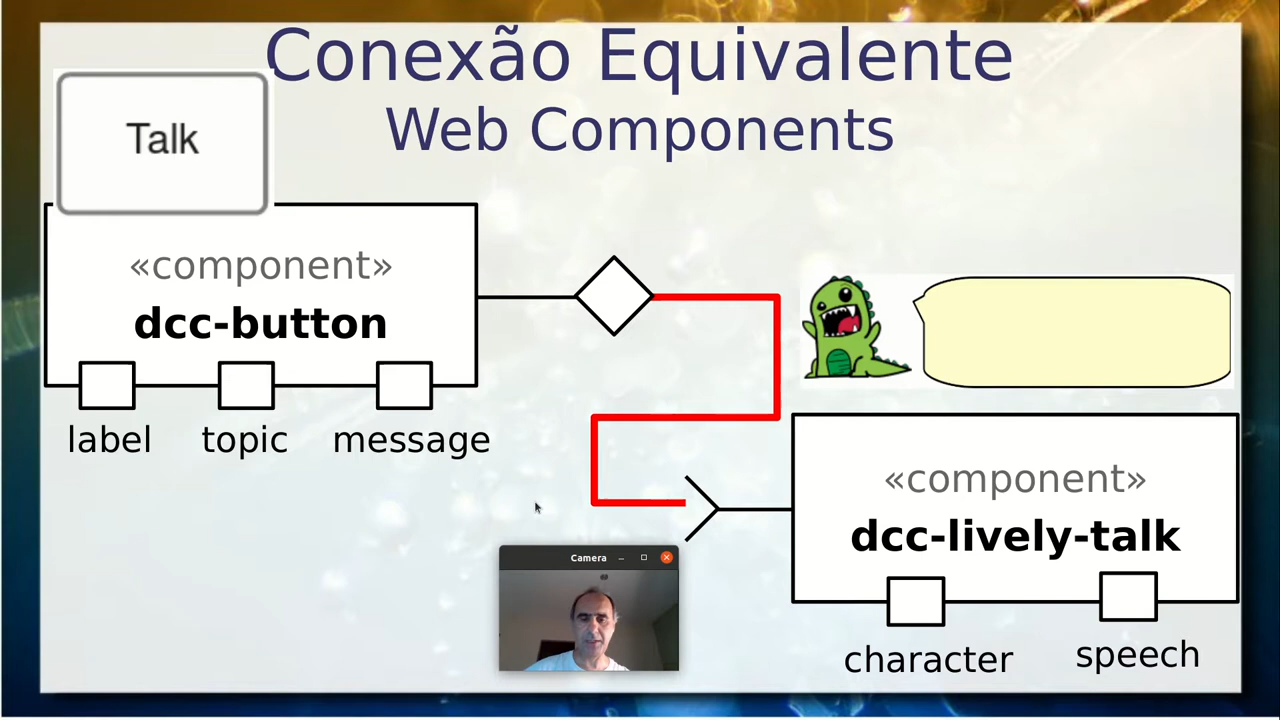 Conexão Equivalente
Web Components
Talk
«component»
dcc-button
label topic message
«component»
dcc-lively-talk
character speech
Camera